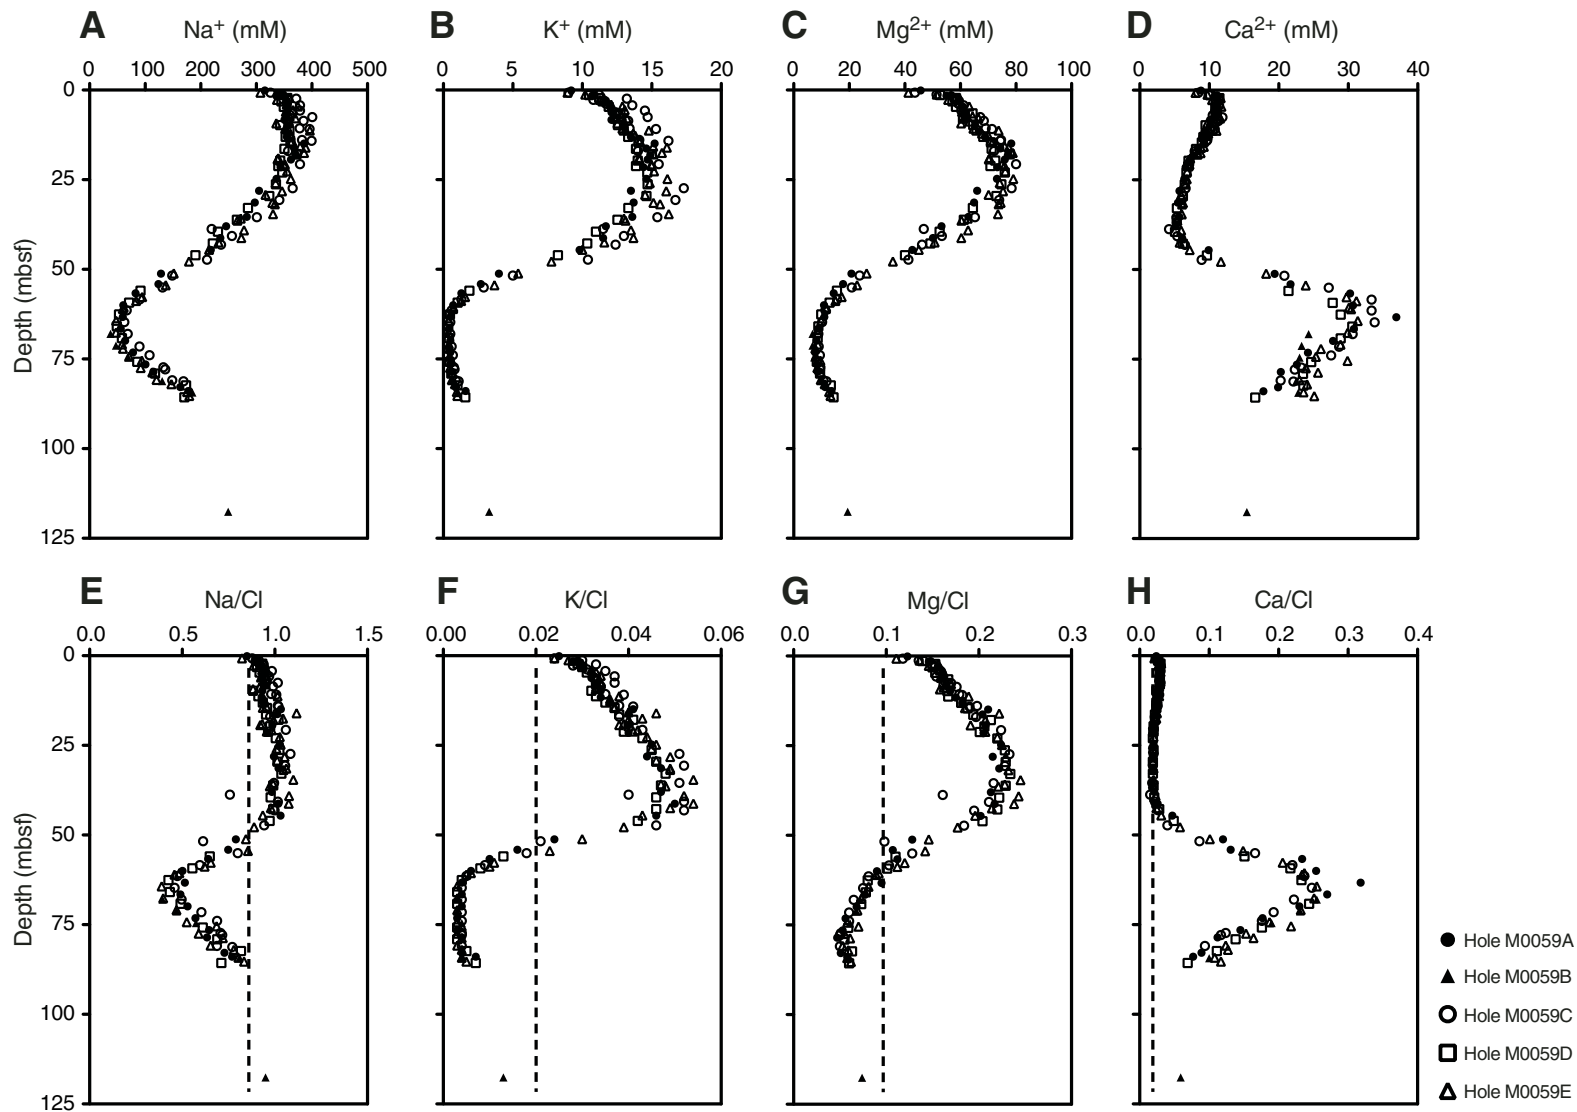 A Na+ (mM) B K+ (mM) C Mg2+ (mM) D Ca2+ (mM)
0 100 200 300 400 500 0 5 10 15 20 0 20 40 60 80 100 0 10 20 30 40
0
25
50
75
100
125
Depth (mbsf)
E Na/Cl F K/Cl G Mg/Cl H Ca/Cl
0.0 0.5 1.0 1.5 0.00 0.02 0.04 0.06 0.0 0.1 0.2 0.3 0.0 0.1 0.2 0.3 0.4
0
25
50
75
100
125
Depth (mbsf)
Hole M0059A
Hole M0059B
Hole M0059C
Hole M0059D
Hole M0059E